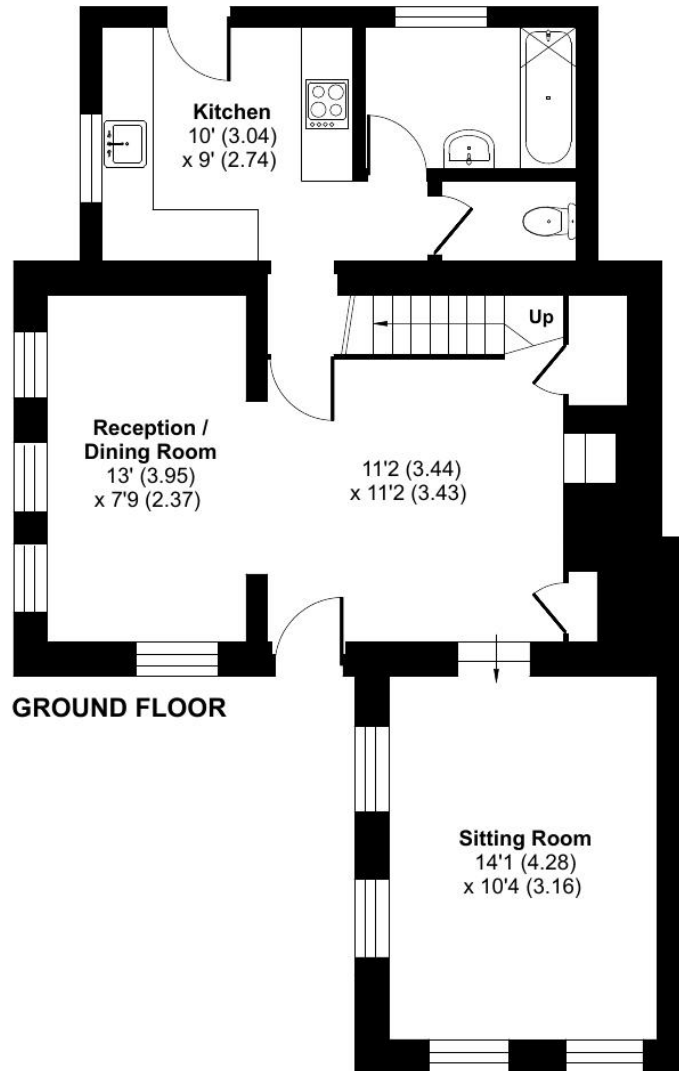 Kitchen
10' (3.04)
x 9' (2.74)
Up
Reception /
Dining Room
13' (3.95)
x 7'9 (2.37)
11'2 (3.44)
x 11'2 (3.43)
GROUND FLOOR
Sitting Room
14'1 (4.28)
x 10'4 (3.16)